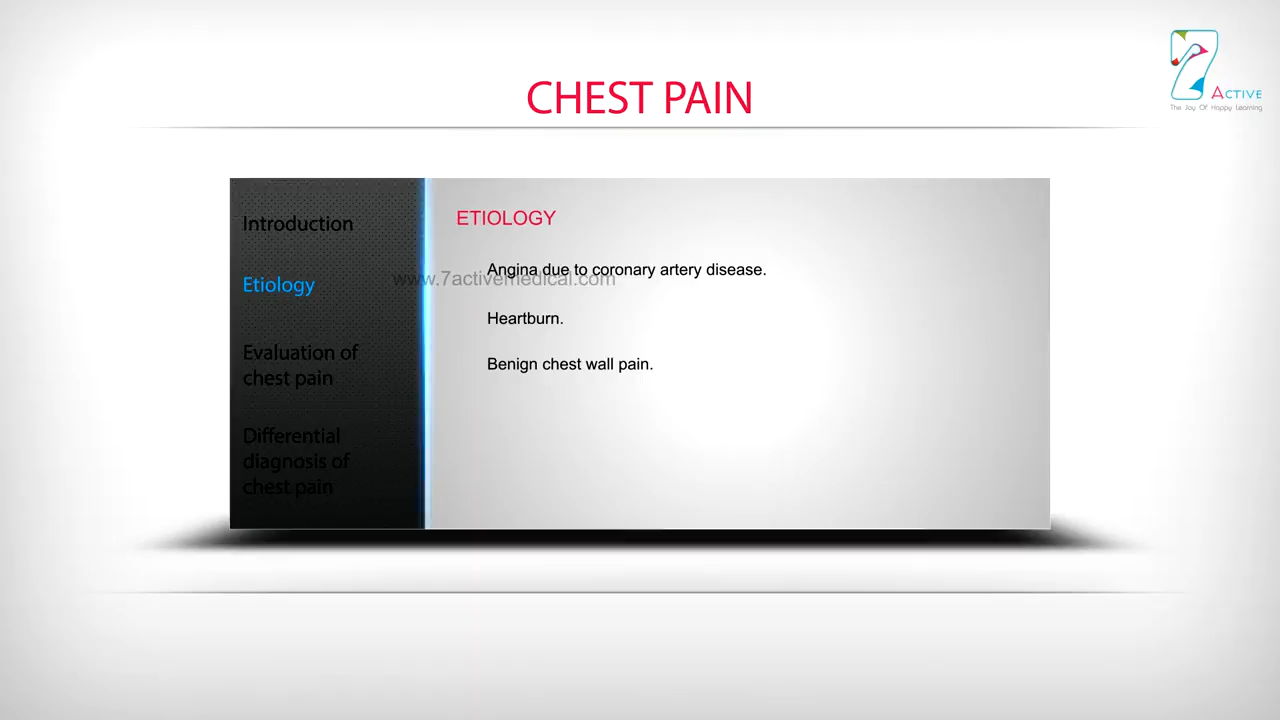 CHEST PAIN
7 ACTIVE
The Joy Of Happy Learning
Introduction
Etiology
Evaluation of
chest pain
Differential
diagnosis of
chest pain
ETIOLOGY
Angina due to coronary artery disease.
www.7activemedical.com
Heartburn.
Benign chest wall pain.